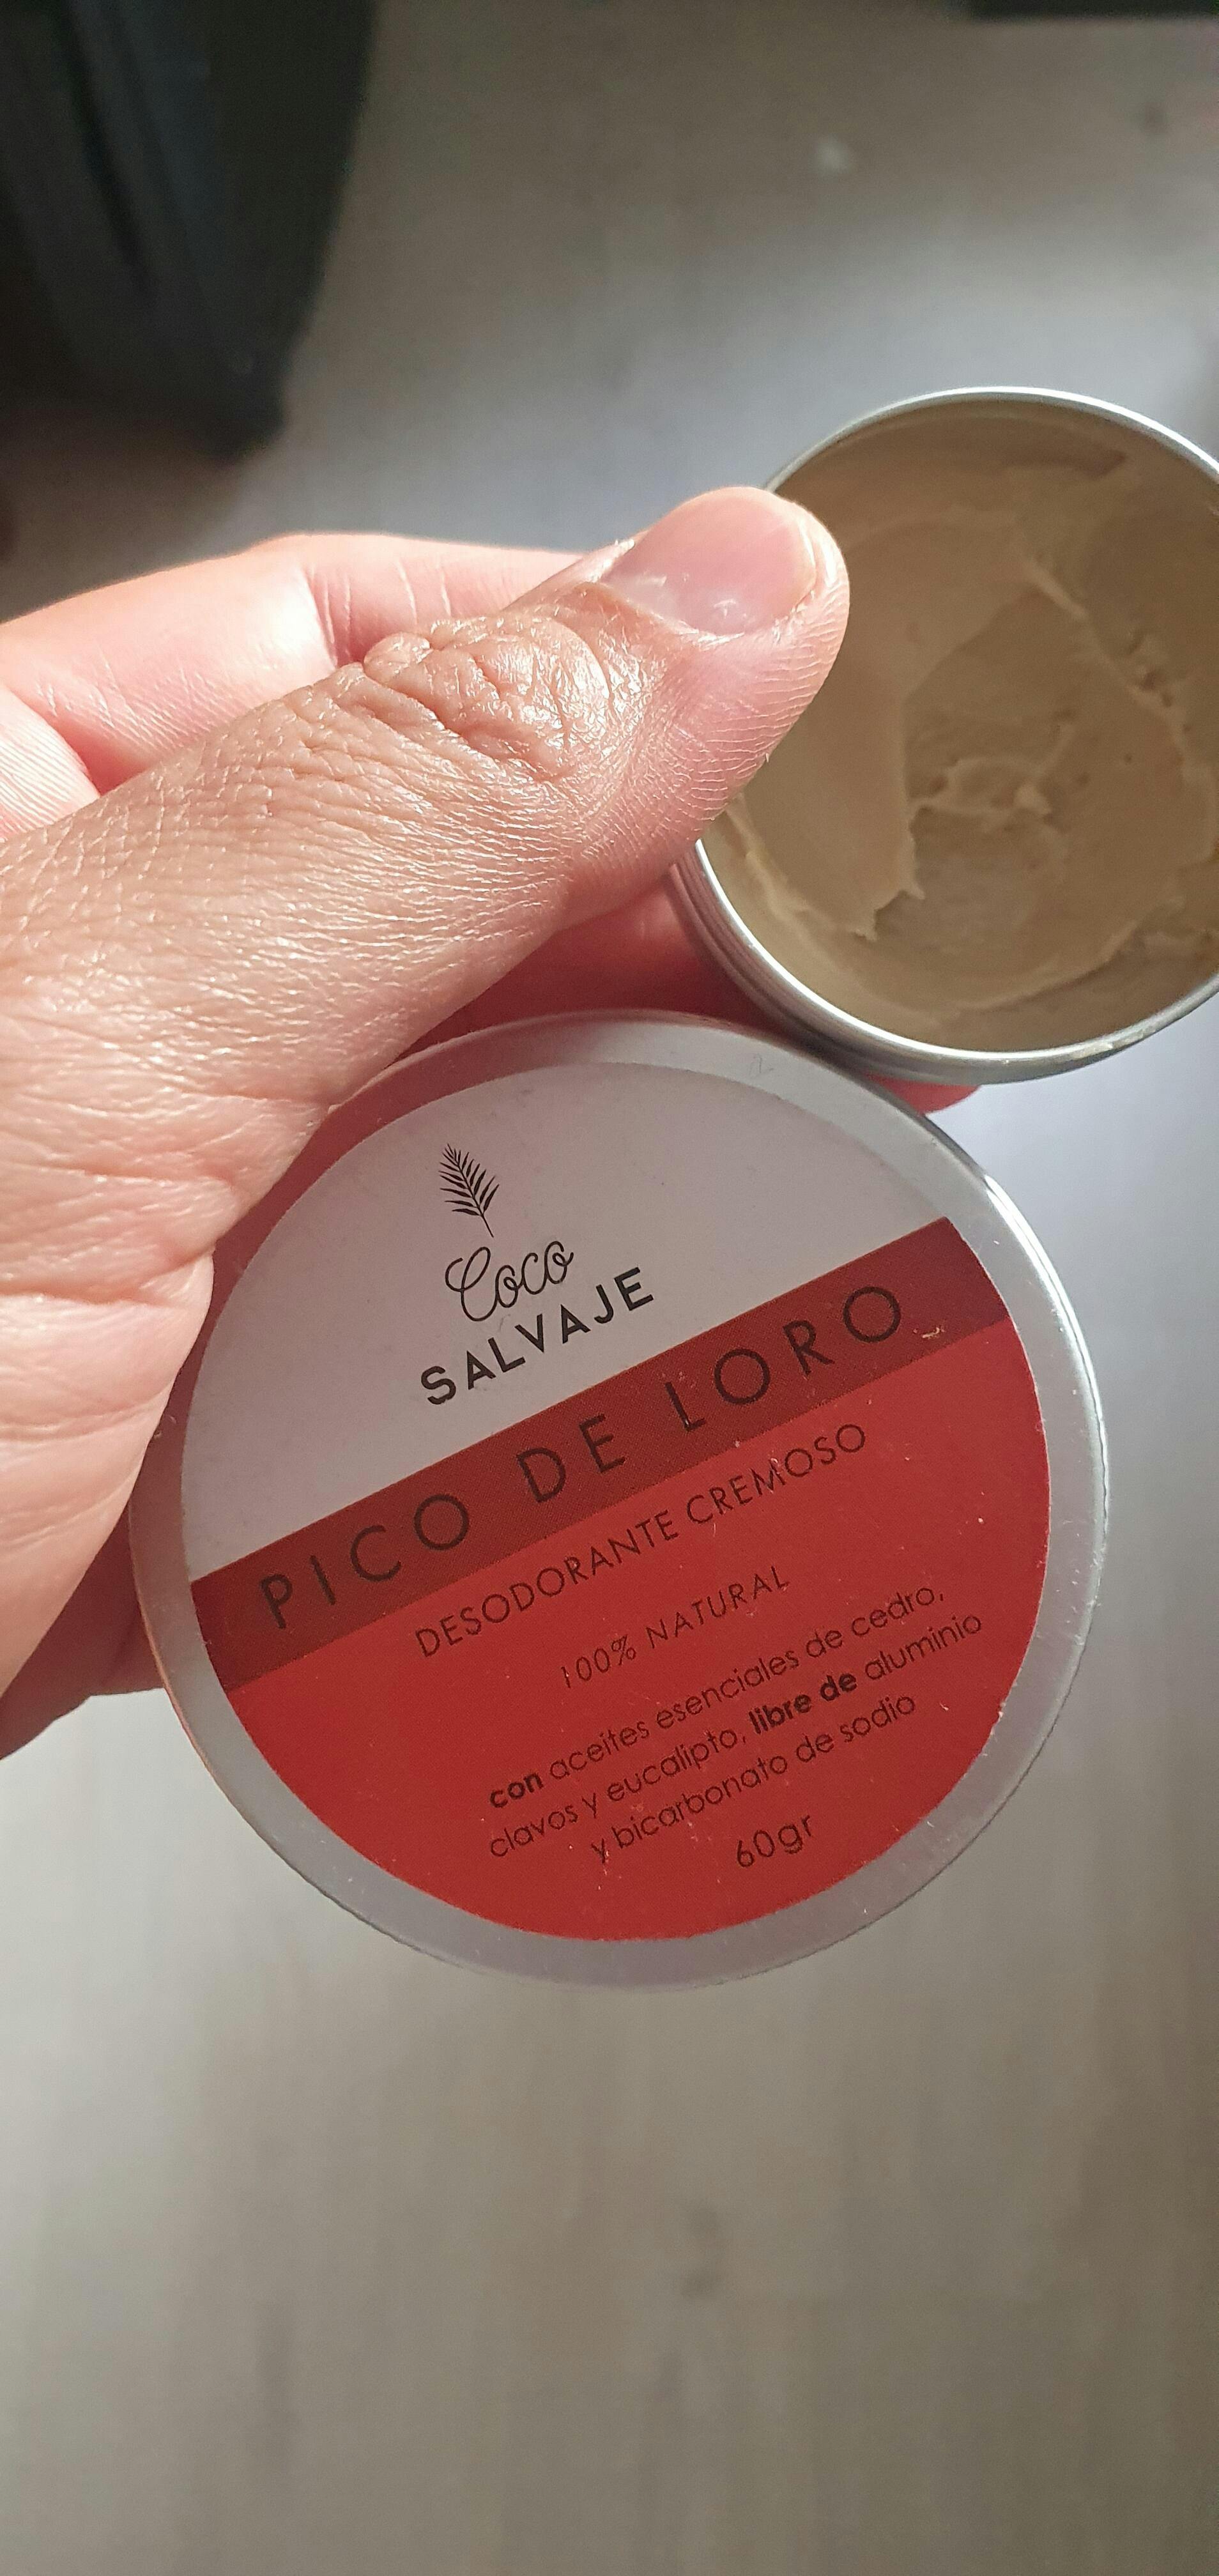 Coco
SALVAJE
PICO DE LORO
DESODORANTE CREMOSO
100% NATURAL
con aceites esenciales de cedro,
clavos y eucalipto, libre de aluminio
y bicarbonato de sodio
60gr